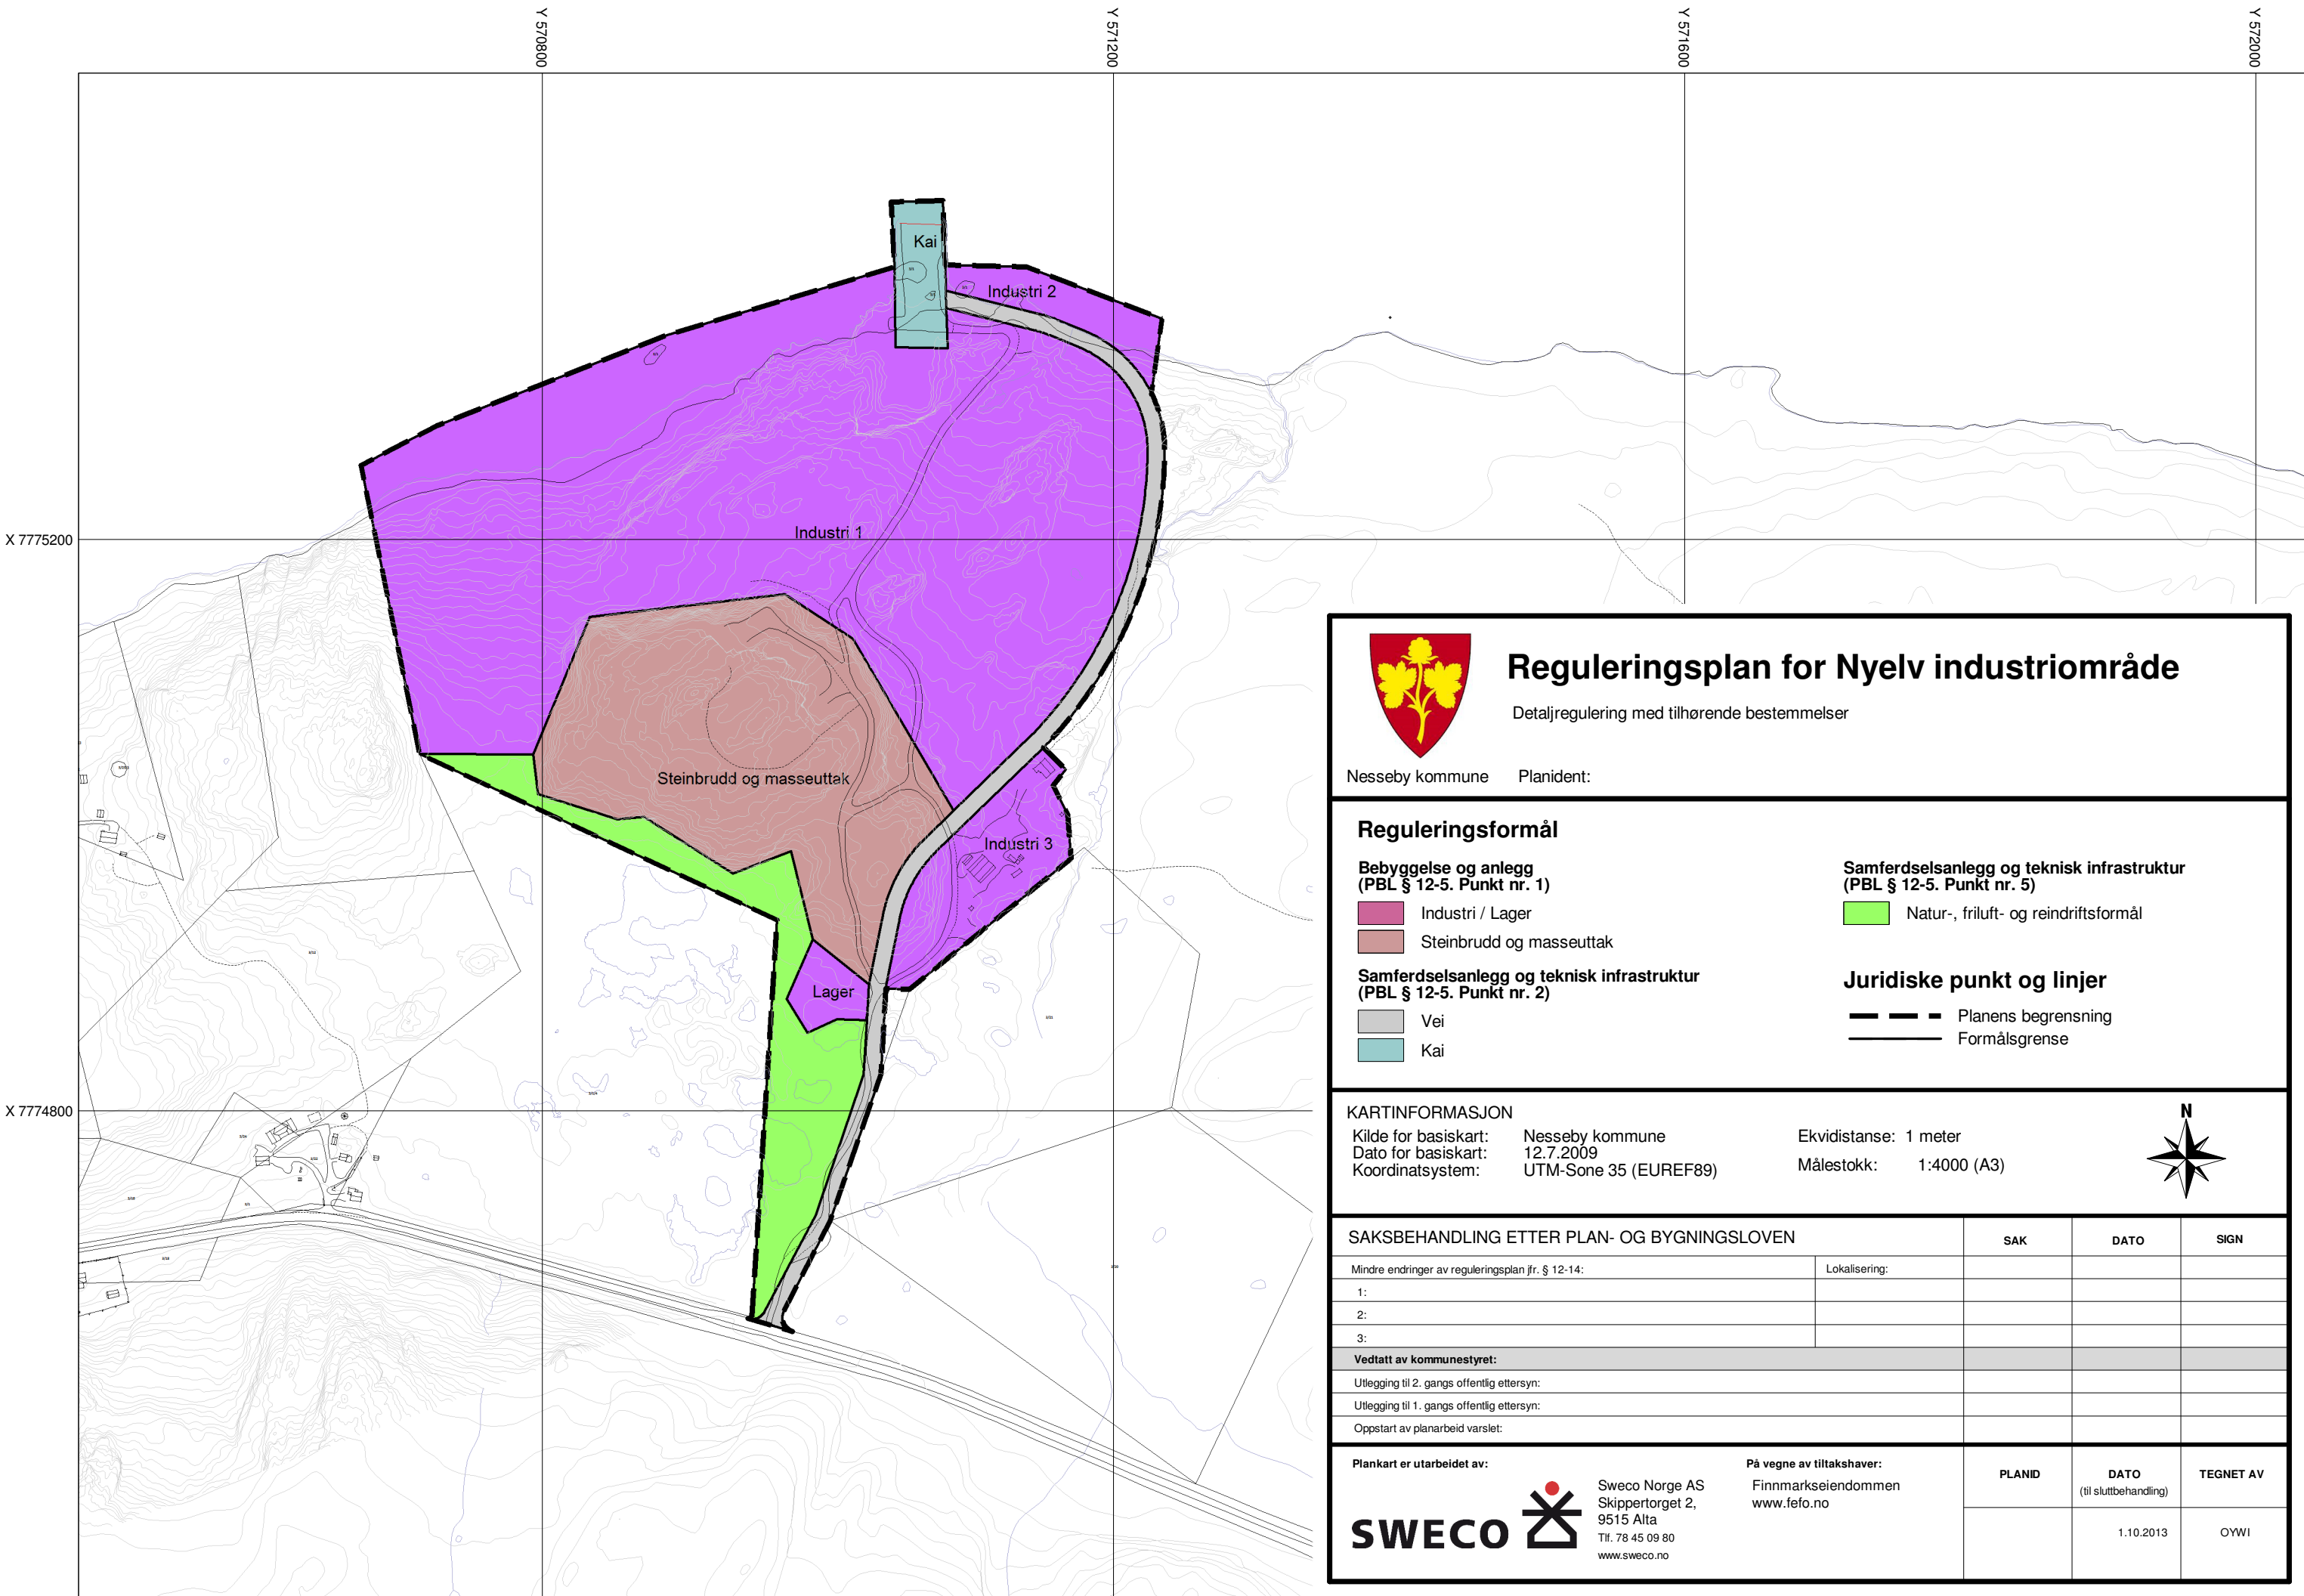 Y 570800
Y 571200
Y 571600
Y 572000
X 7775200
X 7774800
Kai
Industri 2
Industri 1
Steinbrudd og masseuttak
Industri 3
Lager
Reguleringsplan for Nyelv industriområde
Detaljregulering med tilhørende bestemmelser
Nesseby kommune Planident:
Reguleringsformål
Bebyggelse og anlegg
(PBL § 12-5. Punkt nr. 1)
Industri / Lager
Steinbrudd og masseuttak
Samferdselsanlegg og teknisk infrastruktur
(PBL § 12-5. Punkt nr. 2)
Vei
Kai
Samferdselsanlegg og teknisk infrastruktur
(PBL § 12-5. Punkt nr. 5)
Natur-, friluft- og reindriftsformål
Juridiske punkt og linjer
Planens begrensning
Formålsgrense
KARTINFORMASJON
Kilde for basiskart: Nesseby kommune
Dato for basiskart: 12.7.2009
Koordinatsystem: UTM-Sone 35 (EUREF89)
Ekvidistanse: 1 meter
Målestokk: 1:4000 (A3)
N
SAKSBEHANDLING ETTER PLAN- OG BYGNINGSLOVEN SAK DATO SIGN
Mindre endringer av reguleringsplan jfr. § 12-14: Lokalisering:
1:
2:
3:
Vedtatt av kommunestyret:
Utlegging til 2. gangs offentlig ettersyn:
Utlegging til 1. gangs offentlig ettersyn:
Oppstart av planarbeid varslet:
Plankart er utarbeidet av:
SWECO
Sweco Norge AS
Skippertorget 2,
9515 Alta
Tlf. 78 45 09 80
www.sweco.no
På vegne av tiltakshaver:
Finnmarkseiendommen
www.fefo.no
PLANID DATO TEGNET AV
(til sluttbehandling)
1.10.2013 OYWI